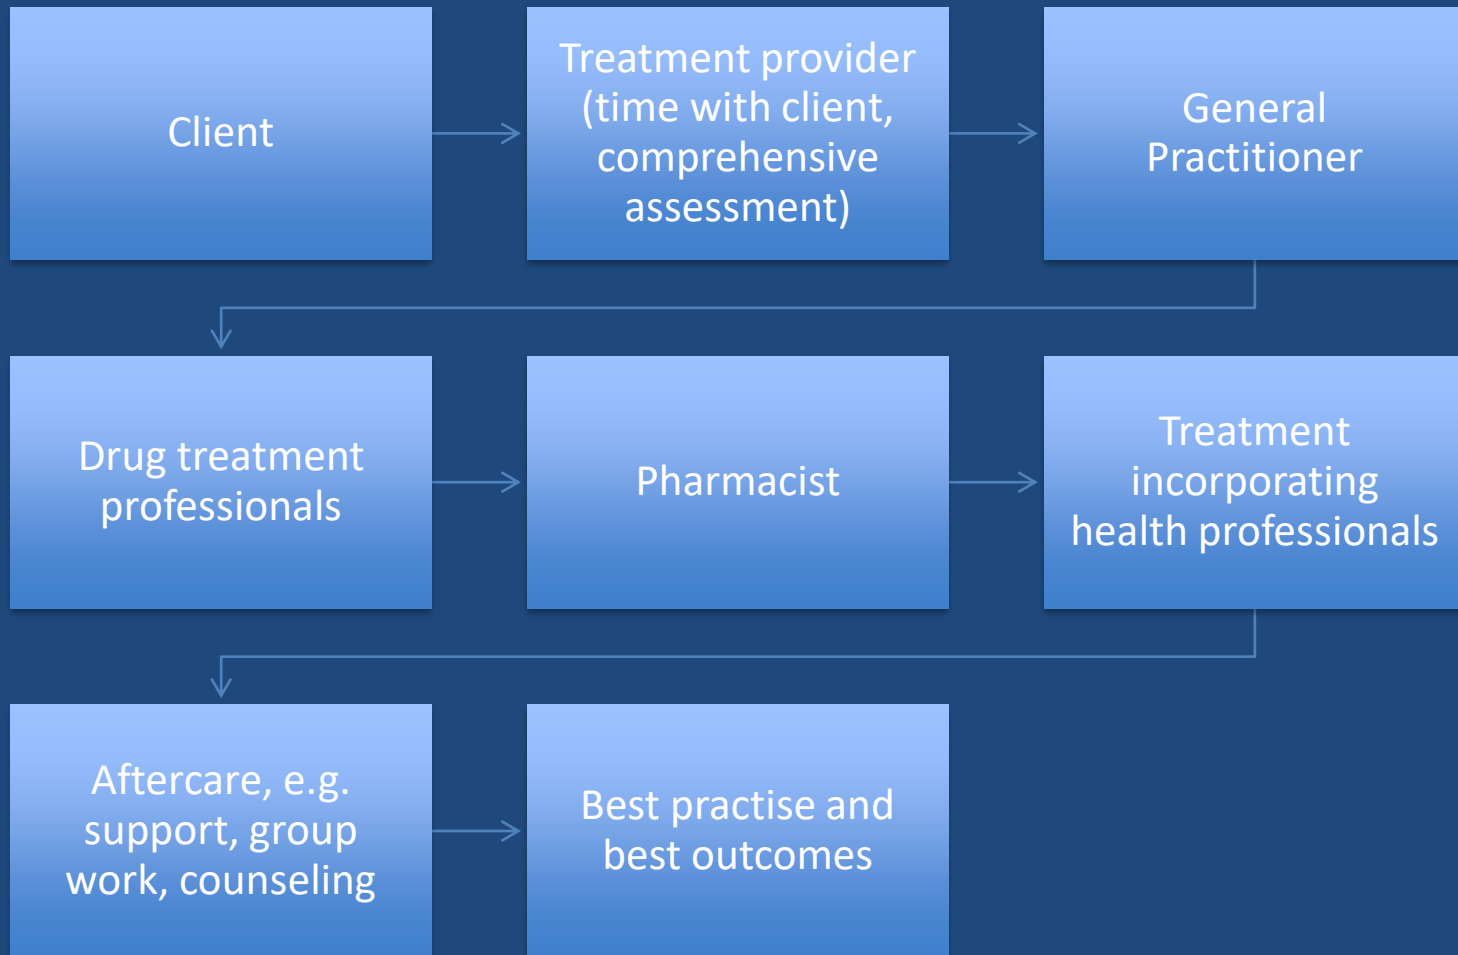 Client
Treatment provider
(time with client,
comprehensive
assessment)
General
Practitioner
Drug treatment
professionals
Pharmacist
Treatment
incorporating
health professionals
Aftercare, e.g.
support, group
work, counseling
Best practise and
best outcomes